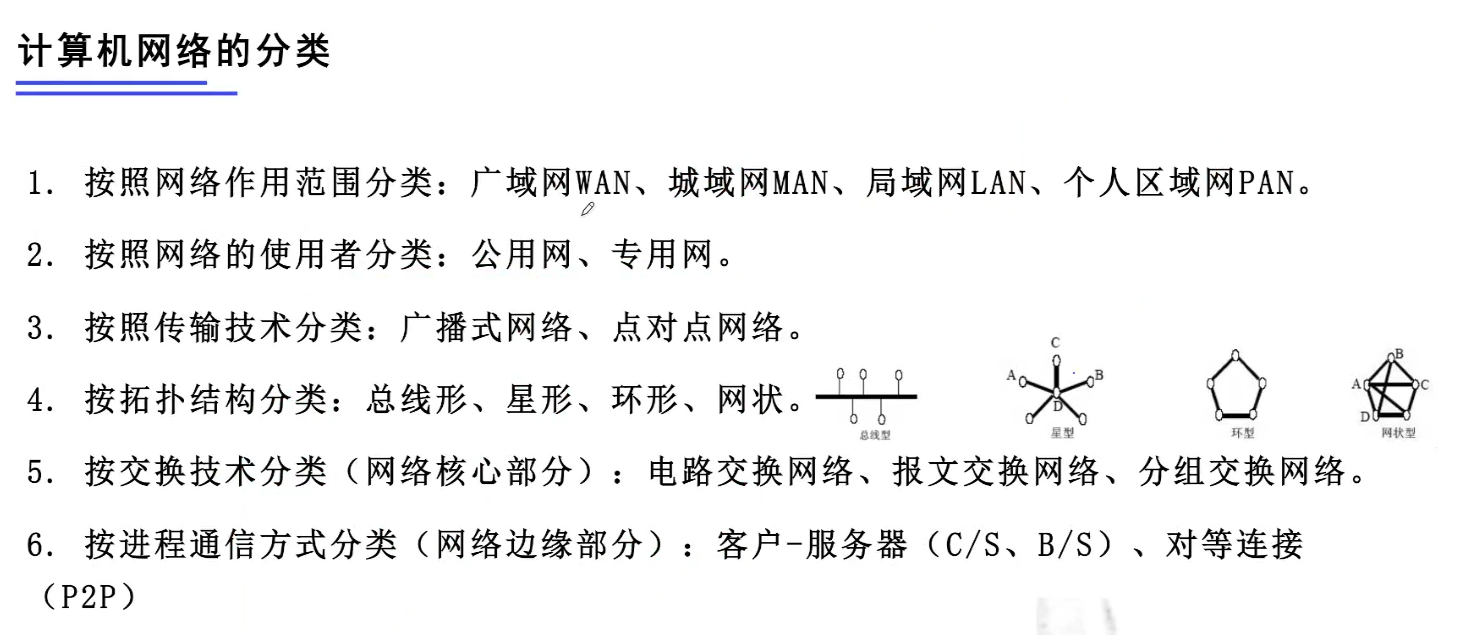 计算机网络的分类
1. 按照网络作用范围分类：广域网WAN、城域网MAN、局域网LAN、个人区域网PAN。
2. 按照网络的使用者分类：公用网、专用网。
3. 按照传输技术分类：广播式网络、点对点网络。
4. 按拓扑结构分类：总线形、星形、环形、网状。
总线型
C
A
B
D
星型
环型
B
A
C
D
网状型
5. 按交换技术分类（网络核心部分）：电路交换网络、报文交换网络、分组交换网络。
6. 按进程通信方式分类（网络边缘部分）：客户-服务器（C/S、B/S）、对等连接
（P2P）